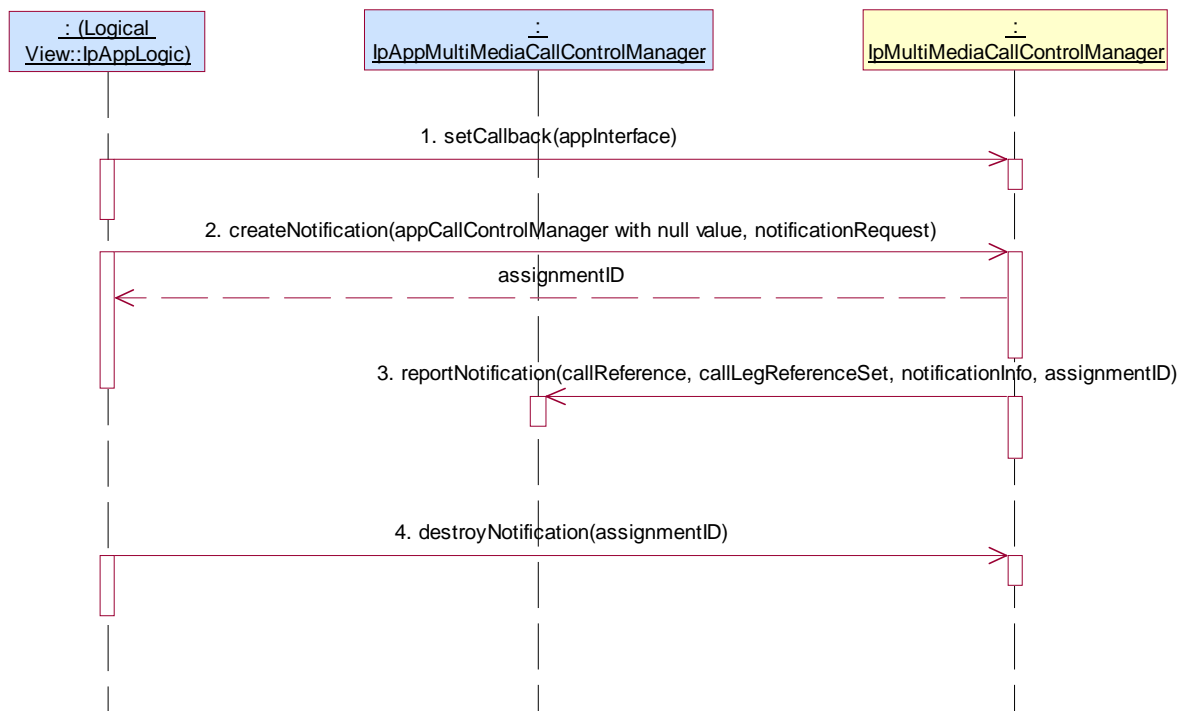 : (Logical
View::IpAppLogic)
:
IpAppMultiMediaCallControlManager
:
IpMultiMediaCallControlManager
1. setCallback(appInterface)
2. createNotification(appCallControlManager with null value, notificationRequest)
assignmentID
3. reportNotification(callReference, callLegReferenceSet, notificationInfo, assignmentID)
4. destroyNotification(assignmentID)